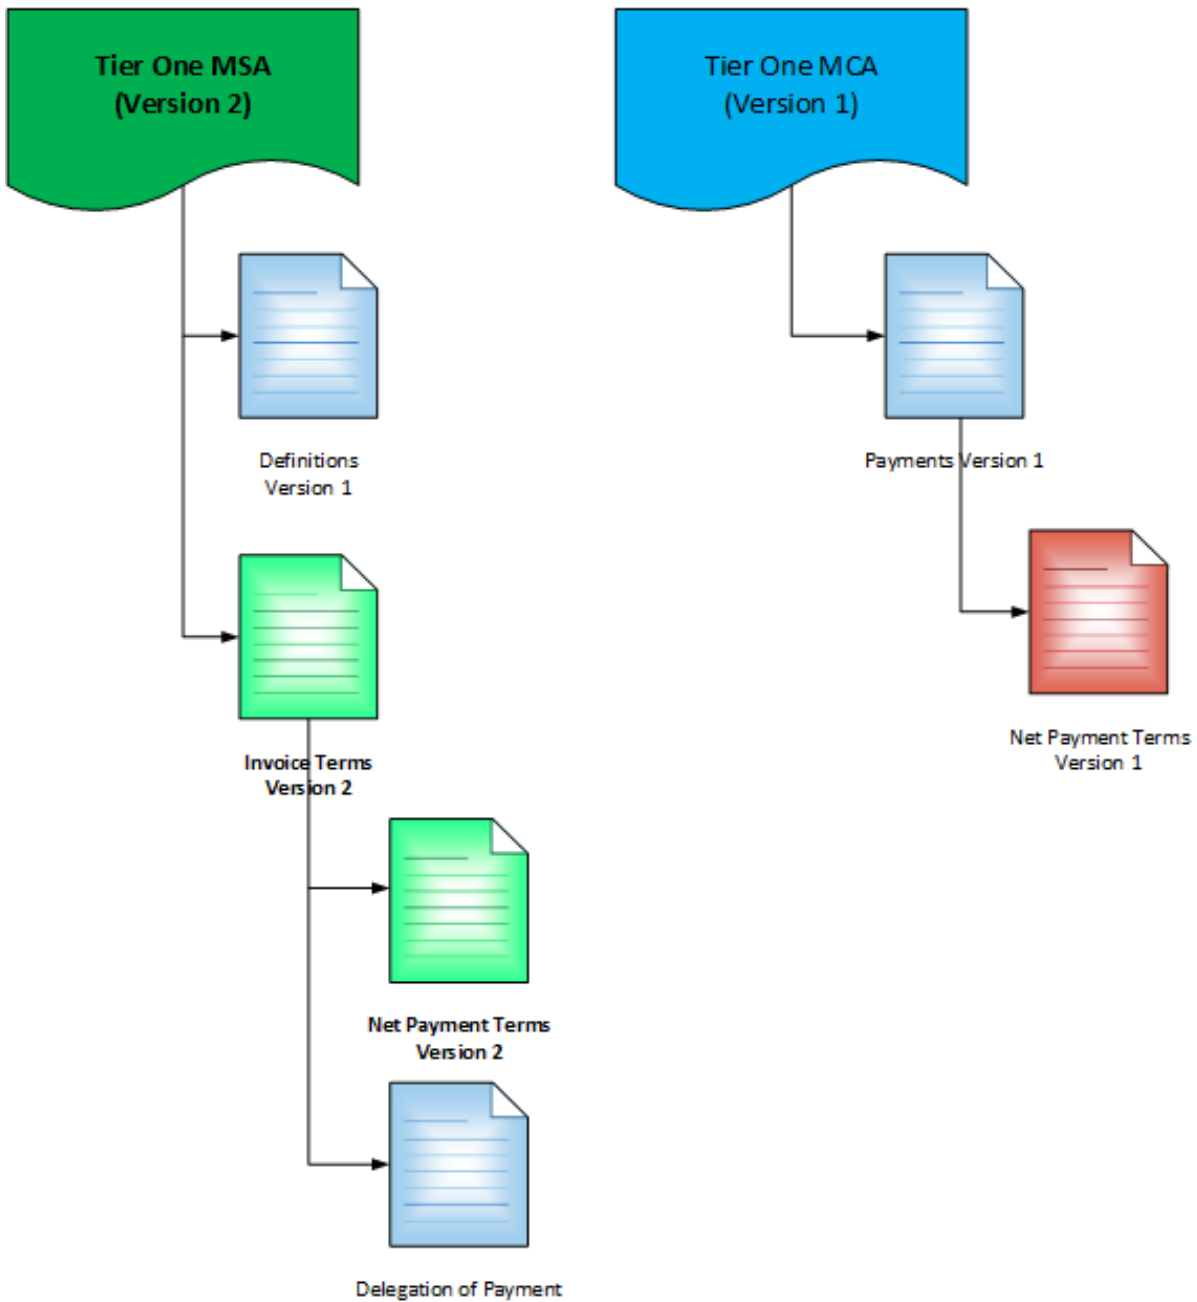 Tier One MSA
(Version 2)
Tier One MCA
(Version 1)
Definitions
Version 1
Payments Version 1
Invoice Terms
Version 2
Net Payment Terms
Version 1
Net Payment Terms
Version 2
Delegation of Payment